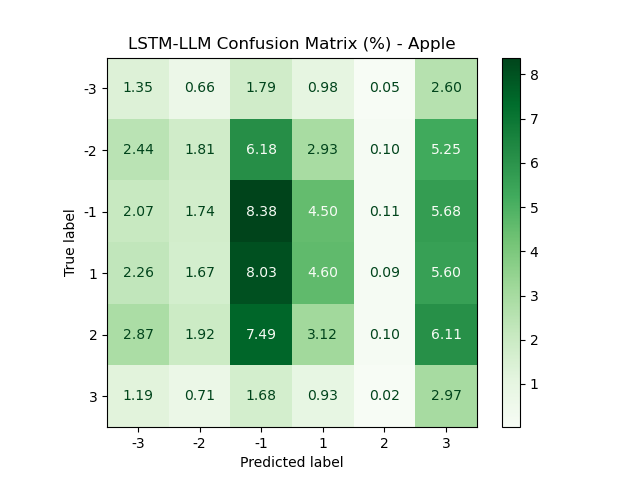 LSTM-LLM Confusion Matrix (%) - Apple
-3 1.35 0.66 1.79 0.98 0.05 2.60
-2 2.44 1.81 6.18 2.93 0.10 5.25
-1 2.07 1.74 8.38 4.50 0.11 5.68
1 2.26 1.67 8.03 4.60 0.09 5.60
2 2.87 1.92 7.49 3.12 0.10 6.11
3 1.19 0.71 1.68 0.93 0.02 2.97
True label
-3 -2 -1 1 2 3
Predicted label
8
7
6
5
4
3
2
1